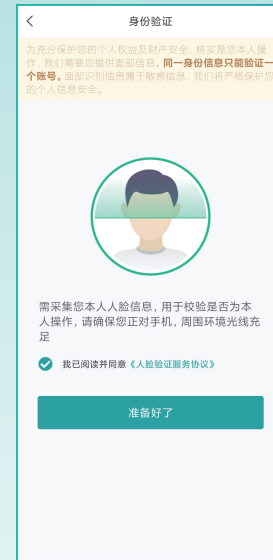 身份验证
为充分保护您的个人权益及财产安全，核实是您本人操
作，我们需要您提供面部信息。同一身份信息只能验证一
个账号。面部识别信息属于敏感信息，我们将严格保护您
的个人信息安全。
需采集您本人人脸信息，用于校验是否为本
人操作，请确保您正对手机，周围环境光线充
足
我已阅读并同意《人脸验证服务协议》
准备好了